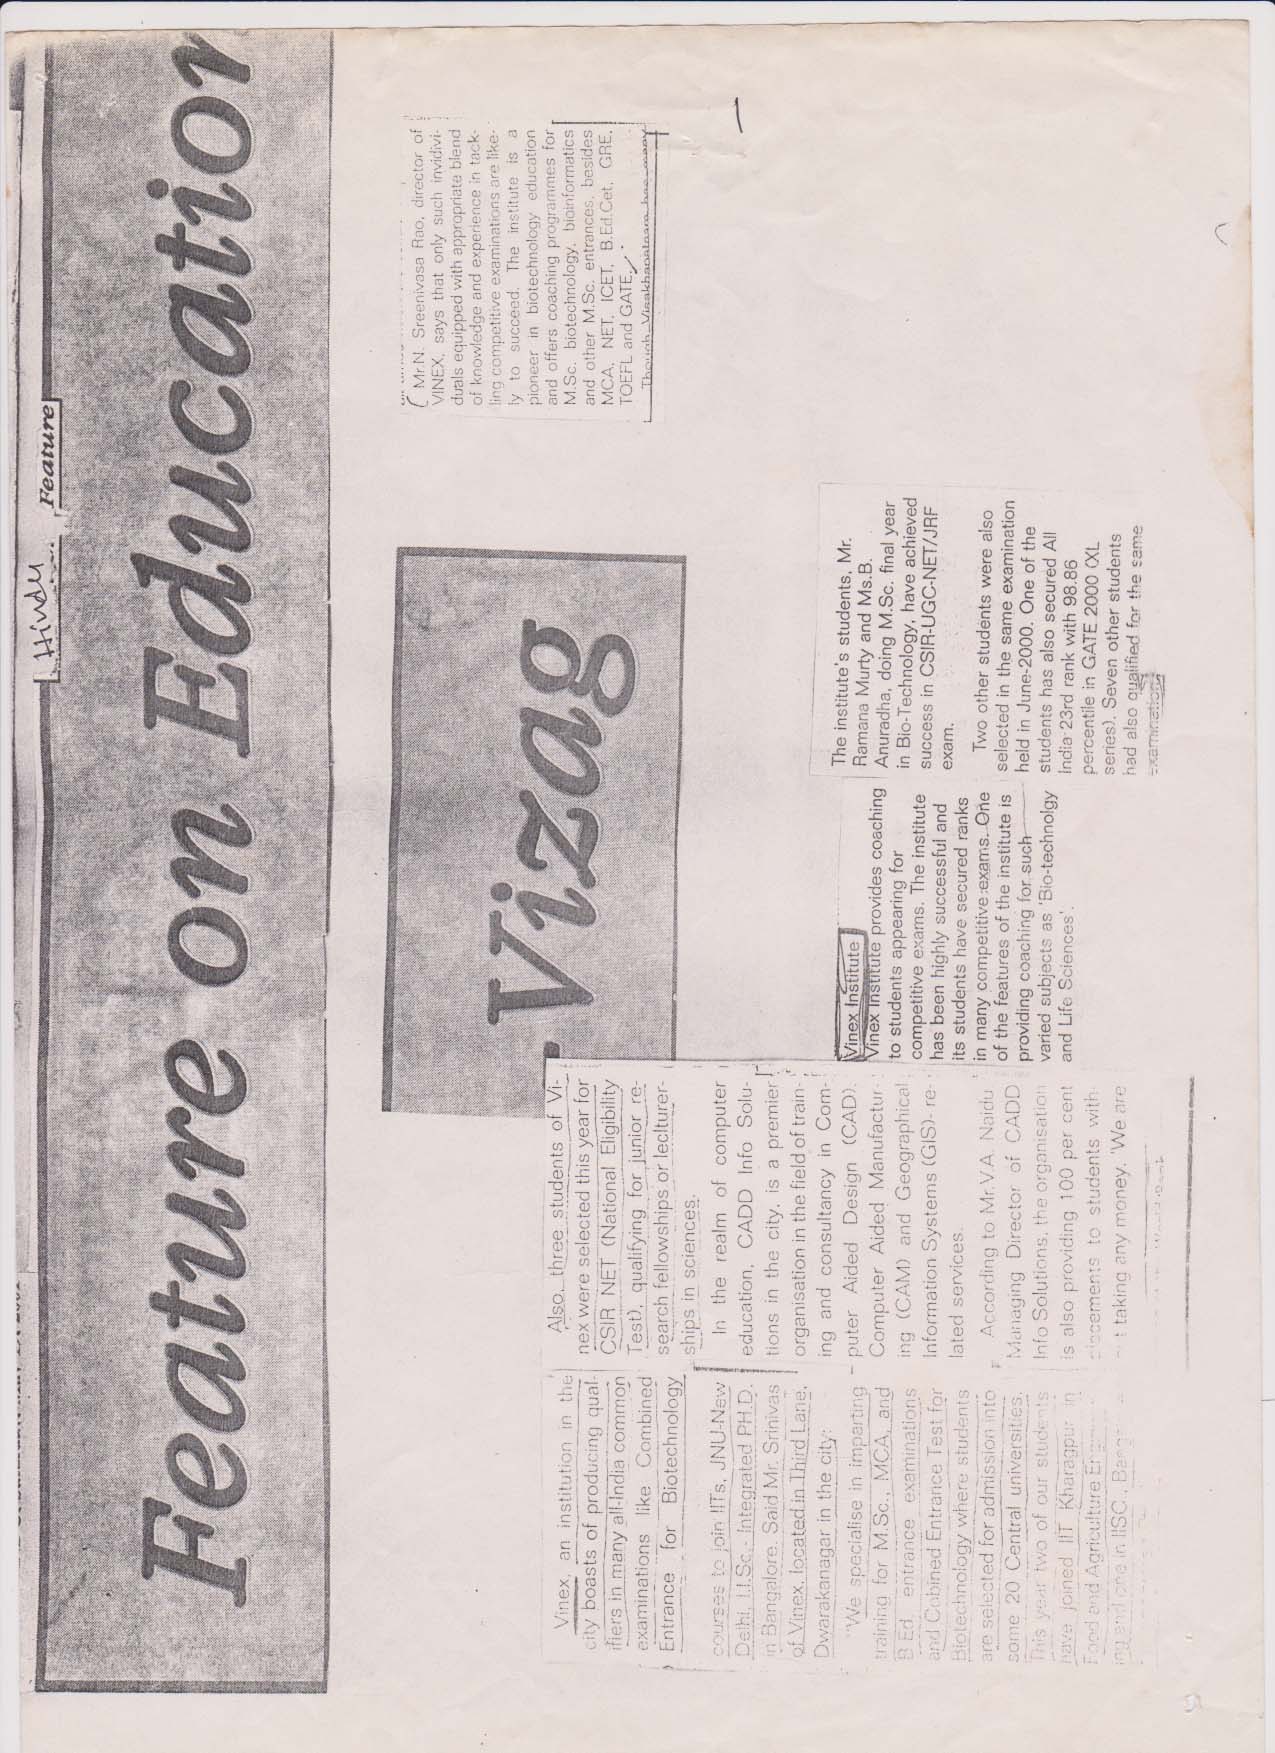 Hindu
Feature
Feature on Education
Vizag
Vinex, an institution in the
city boasts of producing qual-
ifiers in many all-India common
examinations like Combined
Entrance for Biotechnology
courses to join IITs, JNU-New
Delhi, I.I.Sc.- Integrated PH.D.
in Bangalore. Said Mr. Srinivas
of Vinex, located in Third Lane,
Dwarakanagar in the city:
"We specialise in imparting
training for M.Sc., MCA, and
B.Ed. entrance examinations
and Cobined Entrance Test for
Biotechnology where students
are selected for admission into
some 20 Central universities.
This year two of our students
have joined IIT Kharagpur in
Food and Agriculture
and one in IISC.,
Also, three students of Vi-
nex were selected this year for
CSIR NET (National Eligibility
Test), qualifying for junior re-
search fellowships or leclturer-
ships in sciences.
In the realm of computer
education, CADD Info Solu-
tions in the city, is a premier
organisation in the field of train-
ing and consultancy in Com-
puter Aided Design (CAD).
Computer Aided Manufactur-
ing (CAM) and Geographical
Information Systems (GIS)- re-
lated services.
According to Mr.V.A. Naidu
Managing Director of CADD
Info Solutions, the organisation
is also providing 100 per cent
placements to students with-
taking any money. 'We are
Vinex Institute
Vinex Institute provides coaching
to students appearing for
competitive exams. The institute
has been highly successful and
its students have secured ranks
in many competitive exams. One
of the features of the institute is
providing coaching for such
varied subjects as 'Bio-technolgy
and Life Sciences'.
The institute's students, Mr.
Ramana Murty and Ms.B.
Anuradha, doing M.Sc. final year
in Bio-Technology, have achieved
success in CSIR-UGC-NET/JRF
exam.
Two other students were also
selected in the same examination
held in June-2000. One of the
students has also secured All
India 23rd rank with 98.86
percentile in GATE 2000 (XL
series). Seven other students
had also qualified for the same
examination.
Mr.N. Sreenivasa Rao, director of
VINEX, says that only such invidivi-
duals equipped with appropriate blend
of knowledge and experience in tack-
ling competitive examinations are like-
ly to succeed. The institute is a
pioneer in biotechnology education
and offers coaching programmes for
M.Sc. biotechnology, bioinformatics
and other M.Sc. entrances, besides
MCA, NET, ICET, B.Ed.Cet, GRE,
TOEFL and GATE.
Though Visakhapatnam has many